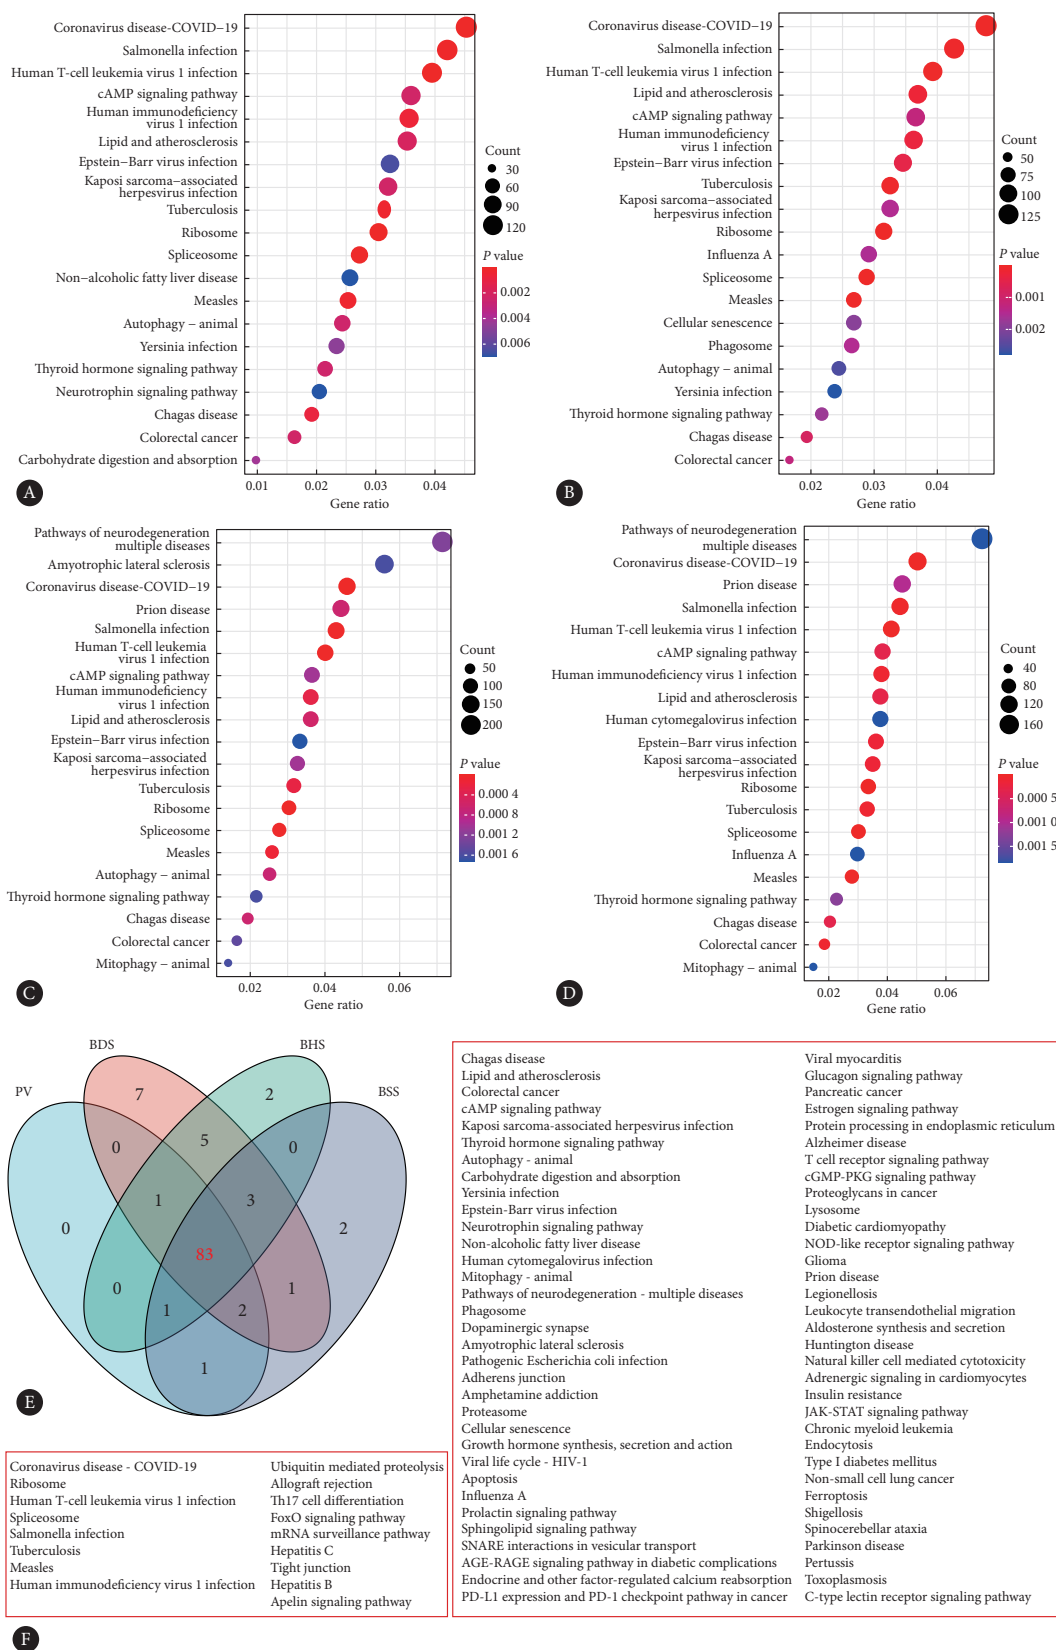 Coronavirus disease-COVID-19
Salmonella infection
Human T-cell leukemia virus 1 infection
cAMP signaling pathway
Human immunodeficiency
virus 1 infection
Lipid and atherosclerosis
Epstein−Barr virus infection
Kaposi sarcoma−associated
herpesvirus infection
Tuberculosis
Ribosome
Spliceosome
Non−alcoholic fatty liver disease
Measles
Autophagy − animal
Yersinia infection
Thyroid hormone signaling pathway
Neurotrophin signaling pathway
Chagas disease
Colorectal cancer
Carbohydrate digestion and absorption
0.01 0.02 0.03 0.04
Gene ratio
Count
30
60
90
120
P value
0.002
0.004
0.006
A
Coronavirus disease-COVID-19
Salmonella infection
Human T-cell leukemia virus 1 infection
Lipid and atherosclerosis
cAMP signaling pathway
Human immunodeficiency
virus 1 infection
Epstein−Barr virus infection
Tuberculosis
Kaposi sarcoma−associated
herpesvirus infection
Ribosome
Influenza A
Spliceosome
Measles
Cellular senescence
Phagosome
Autophagy − animal
Yersinia infection
Thyroid hormone signaling pathway
Chagas disease
Colorectal cancer
0.02 0.03 0.04
Gene ratio
Count
50
75
100
125
P value
0.001
0.002
B
Pathways of neurodegeneration
multiple diseases
Amyotrophic lateral sclerosis
Coronavirus disease-COVID-19
Prion disease
Salmonella infection
Human T-cell leukemia
virus 1 infection
cAMP signaling pathway
Human immunodeficiency
virus 1 infection
Lipid and atherosclerosis
Epstein−Barr virus infection
Kaposi sarcoma−associated
herpesvirus infection
Tuberculosis
Ribosome
Spliceosome
Measles
Autophagy − animal
Thyroid hormone signaling pathway
Chagas disease
Colorectal cancer
Mitophagy − animal
0.02 0.04 0.06
Gene ratio
Count
50
100
150
200
P value
0.000 4
0.000 8
0.001 2
0.001 6
C
Pathways of neurodegeneration
multiple diseases
Coronavirus disease-COVID-19
Prion disease
Salmonella infection
Human T-cell leukemia virus 1 infection
cAMP signaling pathway
Human immunodeficiency virus 1 infection
Lipid and atherosclerosis
Human cytomegalovirus infection
Epstein−Barr virus infection
Kaposi sarcoma−associated
herpesvirus infection
Ribosome
Tuberculosis
Spliceosome
Influenza A
Measles
Thyroid hormone signaling pathway
Chagas disease
Colorectal cancer
Mitophagy − animal
0.02 0.04 0.06
Gene ratio
Count
40
80
120
160
P value
0.000 5
0.001 0
0.001 5
D
PV BDS BHS BSS
7 2
0 5 0
1 3
0 2
83
0 1
1 2
1
E
Coronavirus disease - COVID-19
Ribosome
Human T-cell leukemia virus 1 infection
Spliceosome
Salmonella infection
Tuberculosis
Measles
Human immunodeficiency virus 1 infection
Ubiquitin mediated proteolysis
Allograft rejection
Th17 cell differentiation
FoxO signaling pathway
mRNA surveillance pathway
Hepatitis C
Tight junction
Hepatitis B
Apelin signaling pathway
Chagas disease
Lipid and atherosclerosis
Colorectal cancer
cAMP signaling pathway
Kaposi sarcoma-associated herpesvirus infection
Thyroid hormone signaling pathway
Autophagy - animal
Carbohydrate digestion and absorption
Yersinia infection
Epstein-Barr virus infection
Neurotrophin signaling pathway
Non-alcoholic fatty liver disease
Human cytomegalovirus infection
Mitophagy - animal
Pathways of neurodegeneration - multiple diseases
Phagosome
Dopaminergic synapse
Amyotrophic lateral sclerosis
Pathogenic Escherichia coli infection
Adherens junction
Amphetamine addiction
Proteasome
Cellular senescence
Growth hormone synthesis, secretion and action
Viral life cycle - HIV-1
Apoptosis
Influenza A
Prolactin signaling pathway
Sphingolipid signaling pathway
SNARE interactions in vesicular transport
AGE-RAGE signaling pathway in diabetic complications
Endocrine and other factor-regulated calcium reabsorption
PD-L1 expression and PD-1 checkpoint pathway in cancer
Viral myocarditis
Glucagon signaling pathway
Pancreatic cancer
Estrogen signaling pathway
Protein processing in endoplasmic reticulum
Alzheimer disease
T cell receptor signaling pathway
cGMP-PKG signaling pathway
Proteoglycans in cancer
Lysosome
Diabetic cardiomyopathy
NOD-like receptor signaling pathway
Glioma
Prion disease
Legionellosis
Leukocyte transendothelial migration
Aldosterone synthesis and secretion
Huntington disease
Natural killer cell mediated cytotoxicity
Adrenergic signaling in cardiomyocytes
Insulin resistance
JAK-STAT signaling pathway
Chronic myeloid leukemia
Endocytosis
Type I diabetes mellitus
Non-small cell lung cancer
Ferroptosis
Shigellosis
Spinocerebellar ataxia
Parkinson disease
Pertussis
Toxoplasmosis
C-type lectin receptor signaling pathway
F